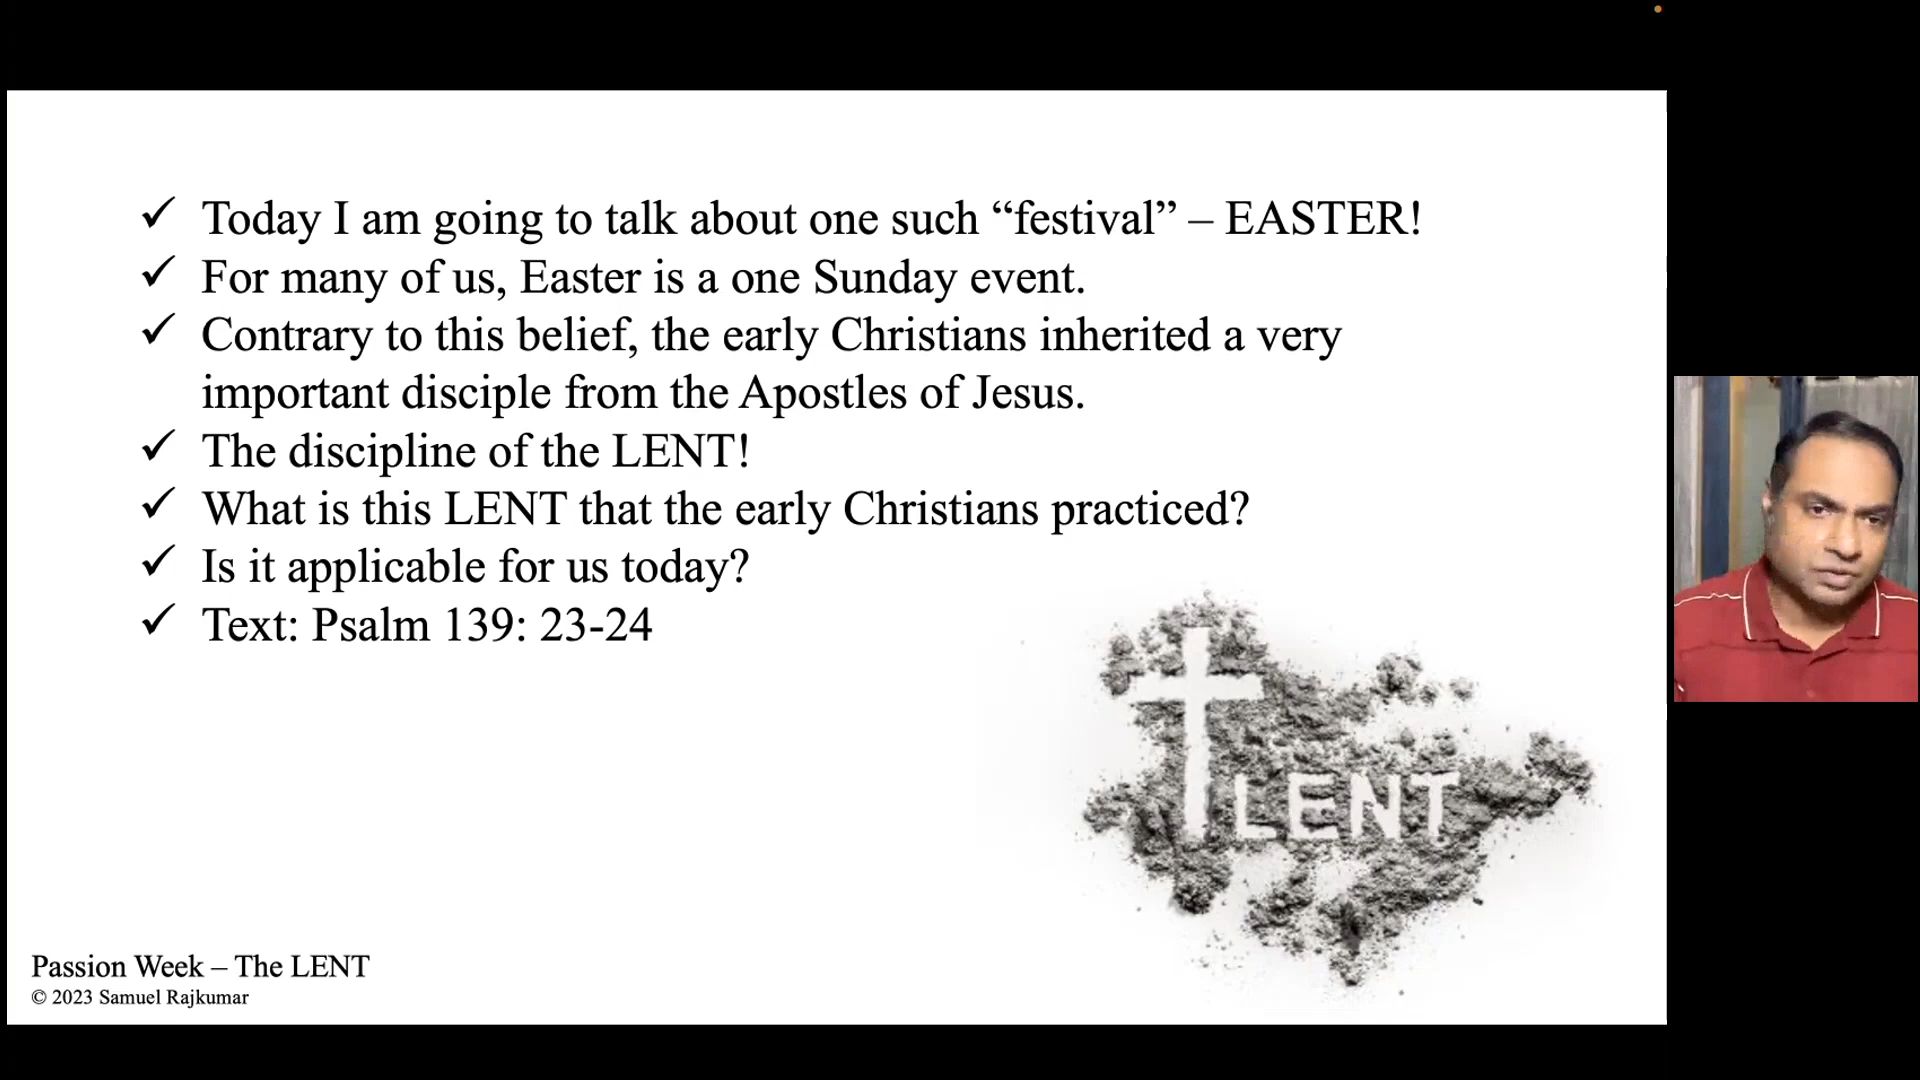 Today I am going to talk about one such “festival” – EASTER!
For many of us, Easter is a one Sunday event.
Contrary to this belief, the early Christians inherited a very
important disciple from the Apostles of Jesus.
The discipline of the LENT!
What is this LENT that the early Christians practiced?
Is it applicable for us today?
Text: Psalm 139: 23-24
LENT
Passion Week – The LENT
© 2023 Samuel Rajkumar